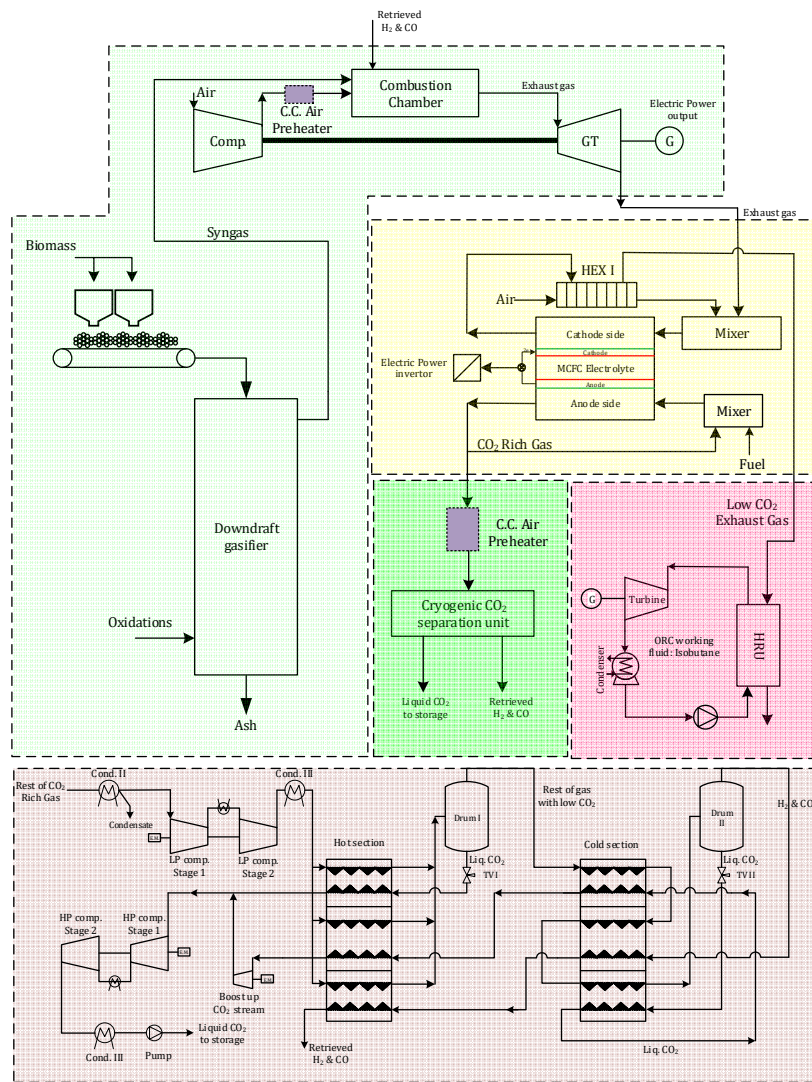 Retrieved
H₂ & CO
Air
C.C. Air
Preheater
Combustion
Chamber
Exhaust gas
Electric Power
output
Comp.
GT
G
Exhaust gas
Syngas
Biomass
HEX I
Air
Mixer
Cathode side
Cathode
MCFC Electrolyte
Anode
Anode side
Electric Power
invertor
Mixer
CO₂ Rich Gas
Fuel
Downdraft
gasifier
Oxidations
Ash
C.C. Air
Preheater
Cryogenic CO₂
separation unit
Liquid CO₂
to storage
Retrieved
H₂ & CO
Low CO₂
Exhaust Gas
G
Turbine
ORC working
fluid: Isobutane
HRU
Condenser
Rest of CO₂
Rich Gas
Cond. II
Condensate
EM
LP comp.
Stage 1
LP comp.
Stage 2
Cond. III
Hot section
Drum I
Liq. CO₂
TV I
Rest of gas
with low CO₂
Cold section
Drum
II
Liq. CO₂
TV II
H₂ & CO
HP comp.
Stage 2
HP comp.
Stage 1
EM
EM
Boost up
CO₂ stream
Cond. III
Pump
Liquid CO₂
to storage
Retrieved
H₂ & CO
Liq. CO₂